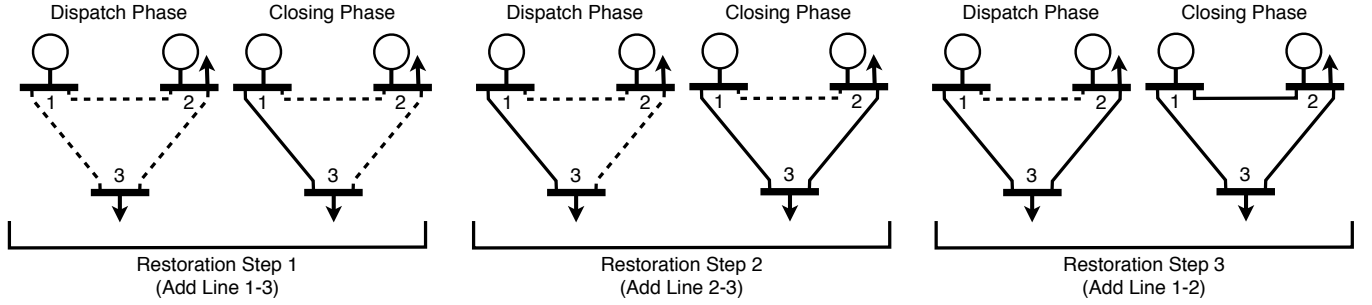 Dispatch Phase
Closing Phase
1
2
3
1
2
3
Restoration Step 1
(Add Line 1-3)
Dispatch Phase
Closing Phase
1
2
3
1
2
3
Restoration Step 2
(Add Line 2-3)
Dispatch Phase
Closing Phase
1
2
3
1
2
3
Restoration Step 3
(Add Line 1-2)